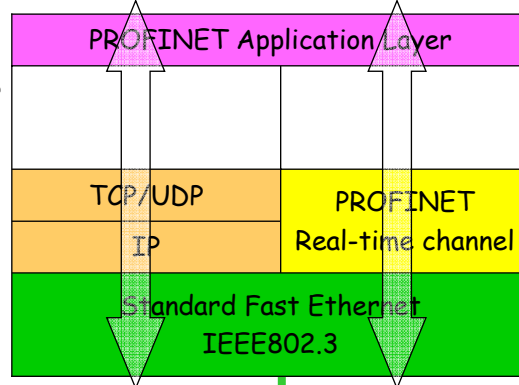 PROFINET Application Layer
TCP/UDP
IP
PROFINET
Real-time channel
Standard Fast Ethernet
IEEE802.3